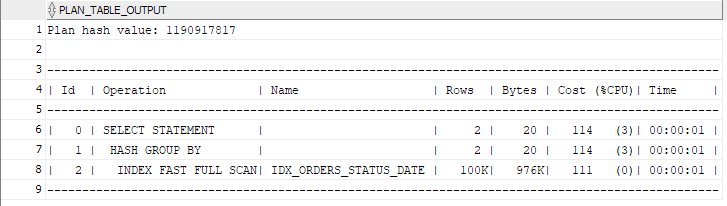 PLAN_TABLE_OUTPUT
1 Plan hash value: 1190917817
2
3 --------------------------------------------------------------------------------------------------
4 | Id | Operation | Name | Rows | Bytes | Cost (%CPU)| Time |
5 --------------------------------------------------------------------------------------------------
6 | 0 | SELECT STATEMENT | | 2 | 20 | 114 (3)| 00:00:01 |
7 | 1 | HASH GROUP BY | | 2 | 20 | 114 (3)| 00:00:01 |
8 | 2 | INDEX FAST FULL SCAN| IDX_ORDERS_STATUS_DATE | 100K| 976K| 111 (0)| 00:00:01 |
9 --------------------------------------------------------------------------------------------------